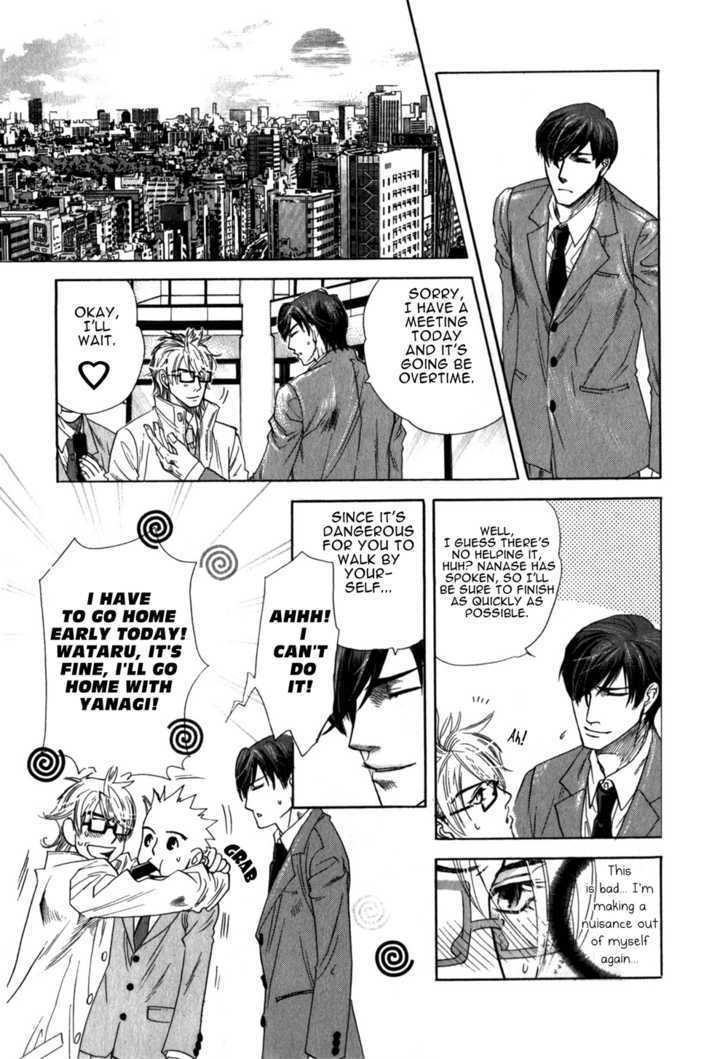 SORRY,
I HAVE A
MEETING
TODAY
AND IT'S
GOING
BE
OVERTIME.
OKAY,
I'LL
WAIT.
WELL,
I GUESS THERE'S
NO HELPING IT,
HUH? NANASE HAS
SPOKEN, SO I'LL
BE SURE TO FINISH
AS QUICKLY AS
POSSIBLE.
Ah!
SINCE IT'S
DANGEROUS
FOR YOU TO
WALK BY
YOUR-
SELF...
This
is bad... I'm
making a
nuisance out
of myself
again...
AHHH!
I
CAN'T
DO
IT!
I HAVE
TO GO HOME
EARLY TODAY!
WATARU, IT'S
FINE, I'LL GO
HOME WITH
YANAGI!
GRAB